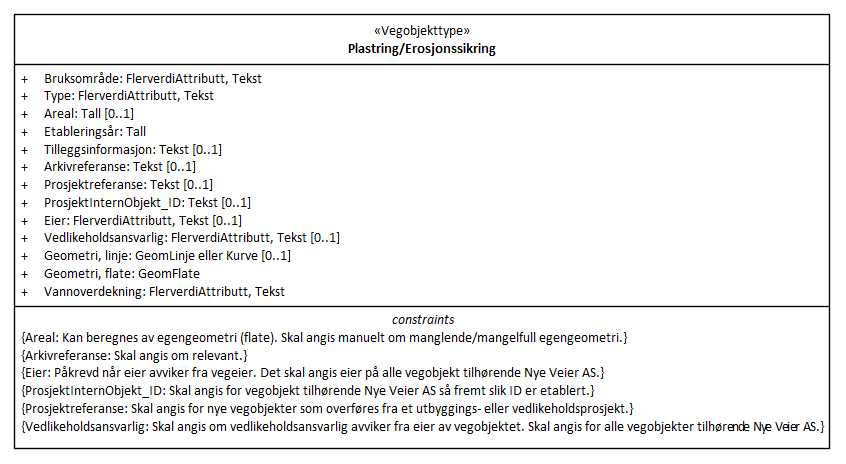 «Vegobjekttype»
Plastring/Erosjonssikring
+ Bruksområde: FlerverdiAttributt, Tekst
+ Type: FlerverdiAttributt, Tekst
+ Areal: Tall [0..1]
+ Etableringsår: Tall
+ Tilleggsinformasjon: Tekst [0..1]
+ Arkivreferanse: Tekst [0..1]
+ Prosjektreferanse: Tekst [0..1]
+ ProsjektInternObjekt_ID: Tekst [0..1]
+ Eier: FlerverdiAttributt, Tekst [0..1]
+ Vedlikeholdsansvarlig: FlerverdiAttributt, Tekst [0..1]
+ Geometri, linje: GeomLinje eller Kurve [0..1]
+ Geometri, flate: GeomFlate
+ Vannoverdekning: FlerverdiAttributt, Tekst
constraints
{Areal: Kan beregnes av egengeometri (flate). Skal angis manuelt om manglende/mangelfull egengeometri.}
{Arkivreferanse: Skal angis om relevant.}
{Eier: Påkrevd når eier avviker fra vegeier. Det skal angis eier på alle vegobjekt tilhørende Nye Veier AS.}
{ProsjektInternObjekt_ID: Skal angis for vegobjekt tilhørende Nye Veier AS så fremt slik ID er etablert.}
{Prosjektreferanse: Skal angis for nye vegobjekter som overføres fra et utbyggings- eller vedlikeholdsprosjekt.}
{Vedlikeholdsansvarlig: Skal angis om vedlikeholdsansvarlig avviker fra eier av vegobjektet. Skal angis for alle vegobjekter tilhørende Nye Veier AS.}